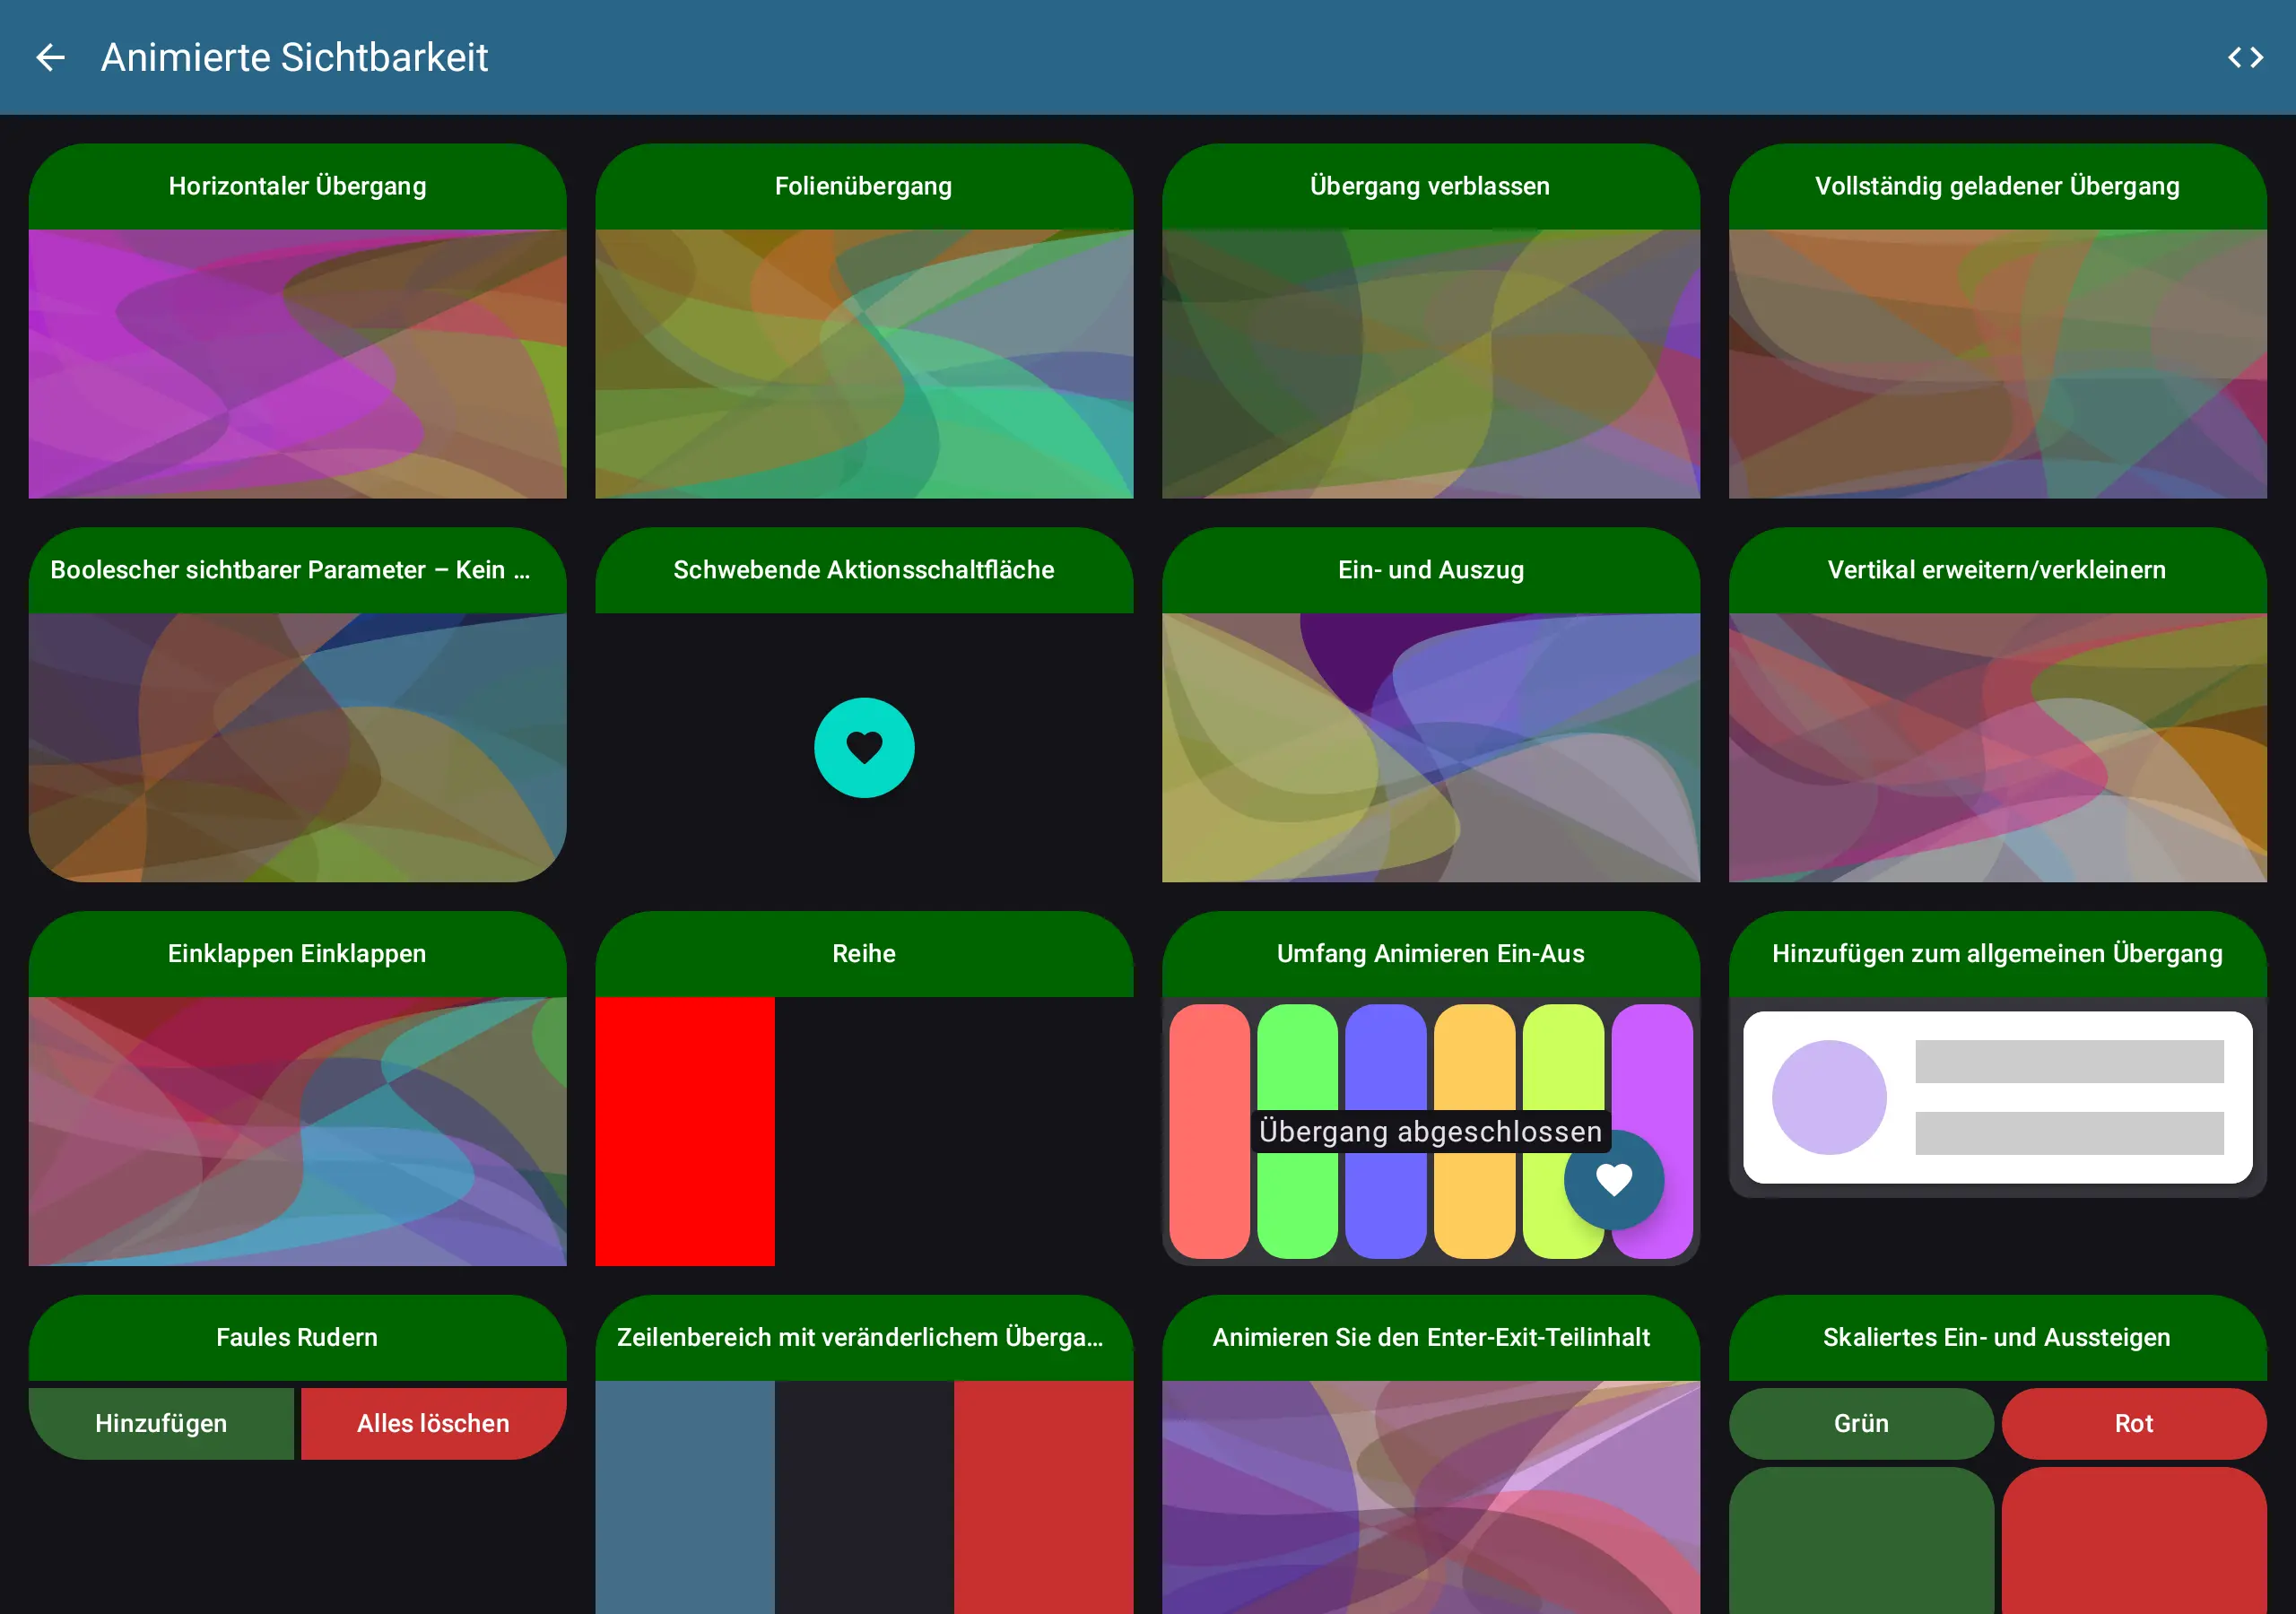 Animierte Sichtbarkeit
Horizontaler Übergang
Folienübergang
Übergang verblassen
Vollständig geladener Übergang
Boolescher sichtbarer Parameter – Kein ...
Schwebende Aktionsschaltfläche
Ein- und Auszug
Vertikal erweitern/verkleinern
Einklappen Einklappen
Reihe
Umfang Animieren Ein-Aus
Hinzufügen zum allgemeinen Übergang
Übergang abgeschlossen
Faules Rudern
Zeilenbereich mit veränderlichem Überga...
Animieren Sie den Enter-Exit-Teilinhalt
Skaliertes Ein- und Aussteigen
Hinzufügen
Alles löschen
Grün
Rot